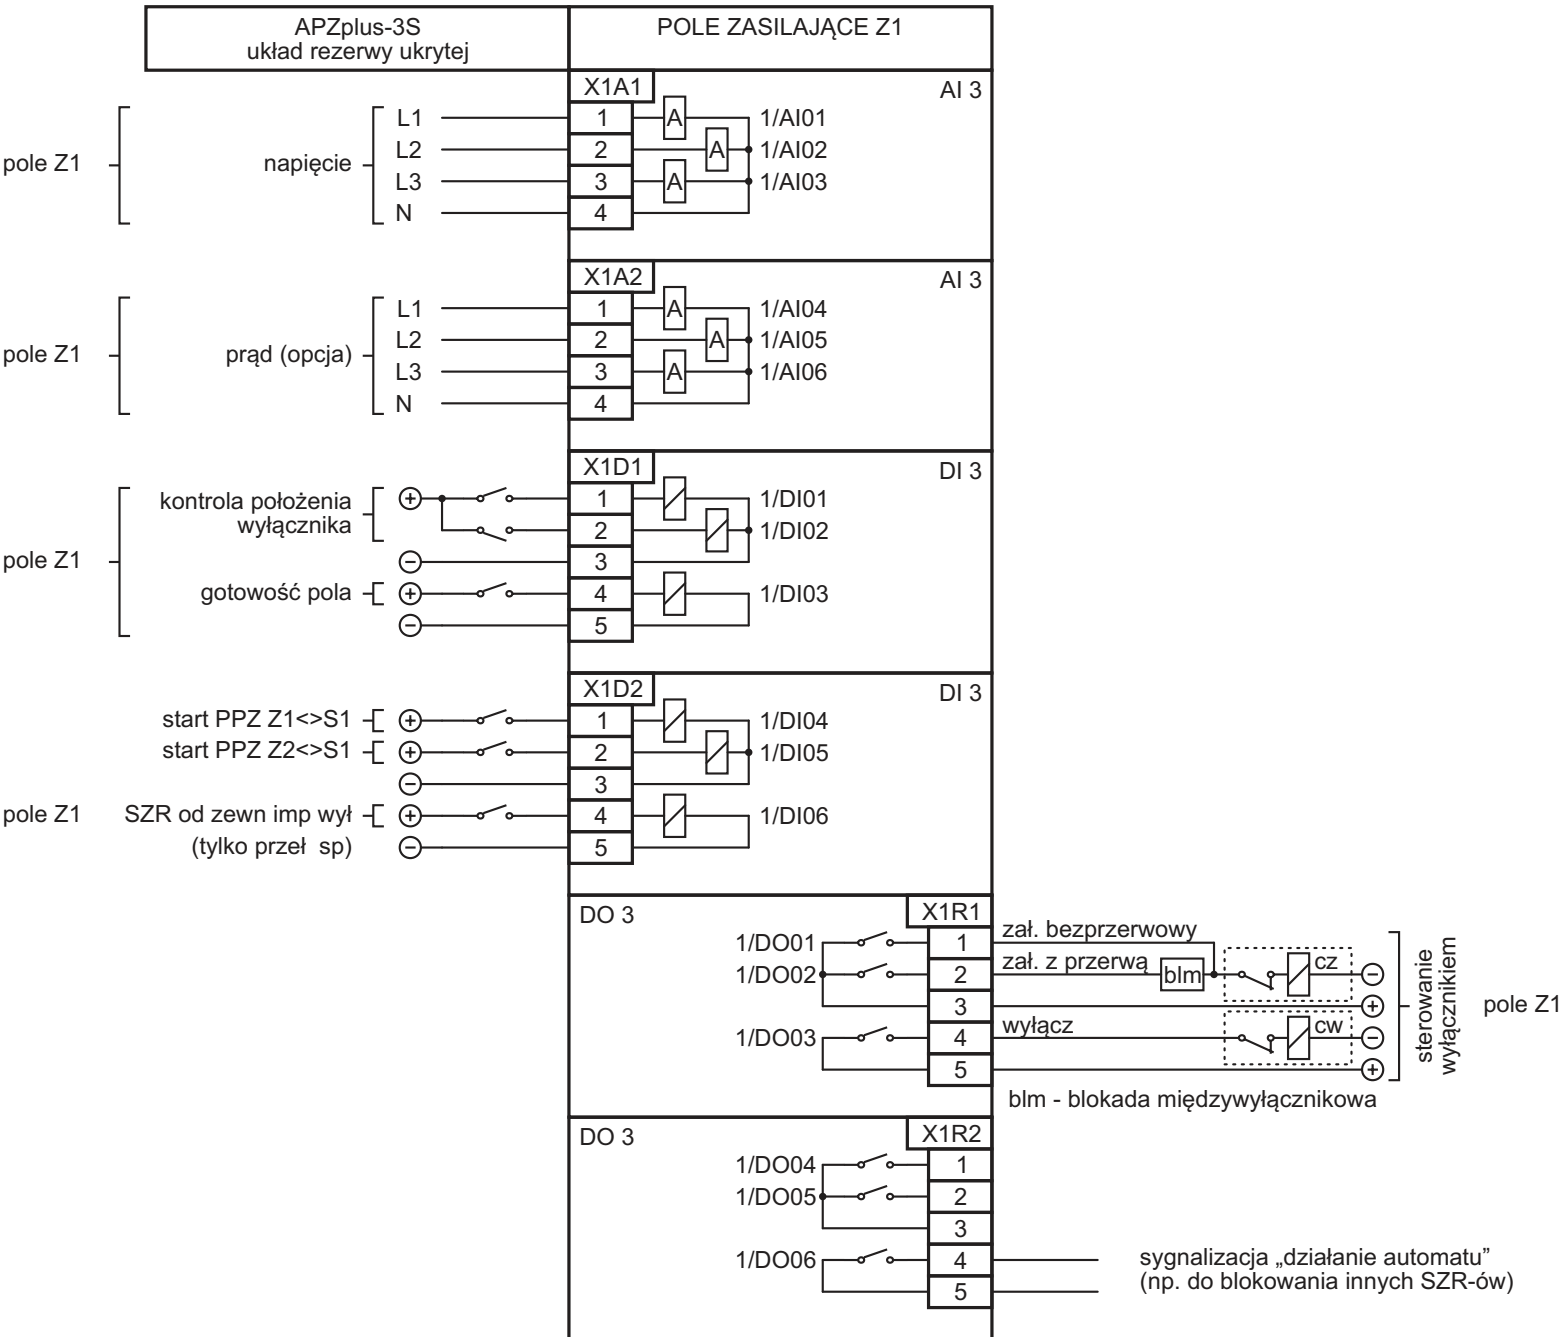 APZplus-3S
układ rezerwy ukrytej
POLE ZASILAJĄCE Z1
X1A1
AI 3
pole Z1
napięcie
L1
1
A
1/AI01
L2
2
A
1/AI02
L3
3
A
1/AI03
N
4
X1A2
AI 3
pole Z1
prąd (opcja)
L1
1
A
1/AI04
L2
2
A
1/AI05
L3
3
A
1/AI06
N
4
X1D1
DI 3
pole Z1
kontrola położenia
wyłącznika
+
1
1/DI01
2
1/DI02
−
3
gotowość pola
+
4
1/DI03
−
5
X1D2
DI 3
start PPZ Z1<>S1
+
1
1/DI04
start PPZ Z2<>S1
+
2
1/DI05
−
3
pole Z1
SZR od zewn imp wył
+
4
1/DI06
(tylko przeł sp)
−
5
DO 3
X1R1
1/DO01
1
zał. bezprzerwowy
1/DO02
2
zał. z przerwą
blm
cz
−
3
+
1/DO03
4
wyłącz
cw
−
5
+
sterowanie
wyłącznikiem
pole Z1
blm - blokada międzywyłącznikowa
DO 3
X1R2
1/DO04
1
1/DO05
2
3
1/DO06
4
5
sygnalizacja „działanie automatu”
(np. do blokowania innych SZR-ów)